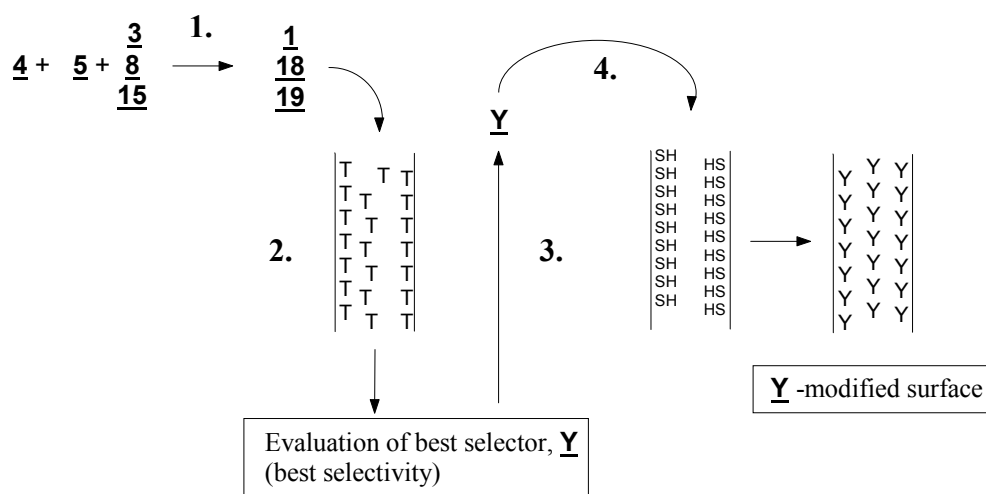 1.
4 + 5 + 3
8
15
1
18
19
4.
Y
2.
T T T
T T
T T
T T T
T T
T T
T T T
T T
T T
T T T
T T
3.
SH HS
SH HS
SH HS
SH HS
SH HS
SH HS
SH HS
SH HS
SH HS
Y Y Y
Y Y Y
Y Y Y
Y Y Y
Y Y Y
Y Y Y
Y Y Y
Y -modified surface
Evaluation of best selector, Y
(best selectivity)